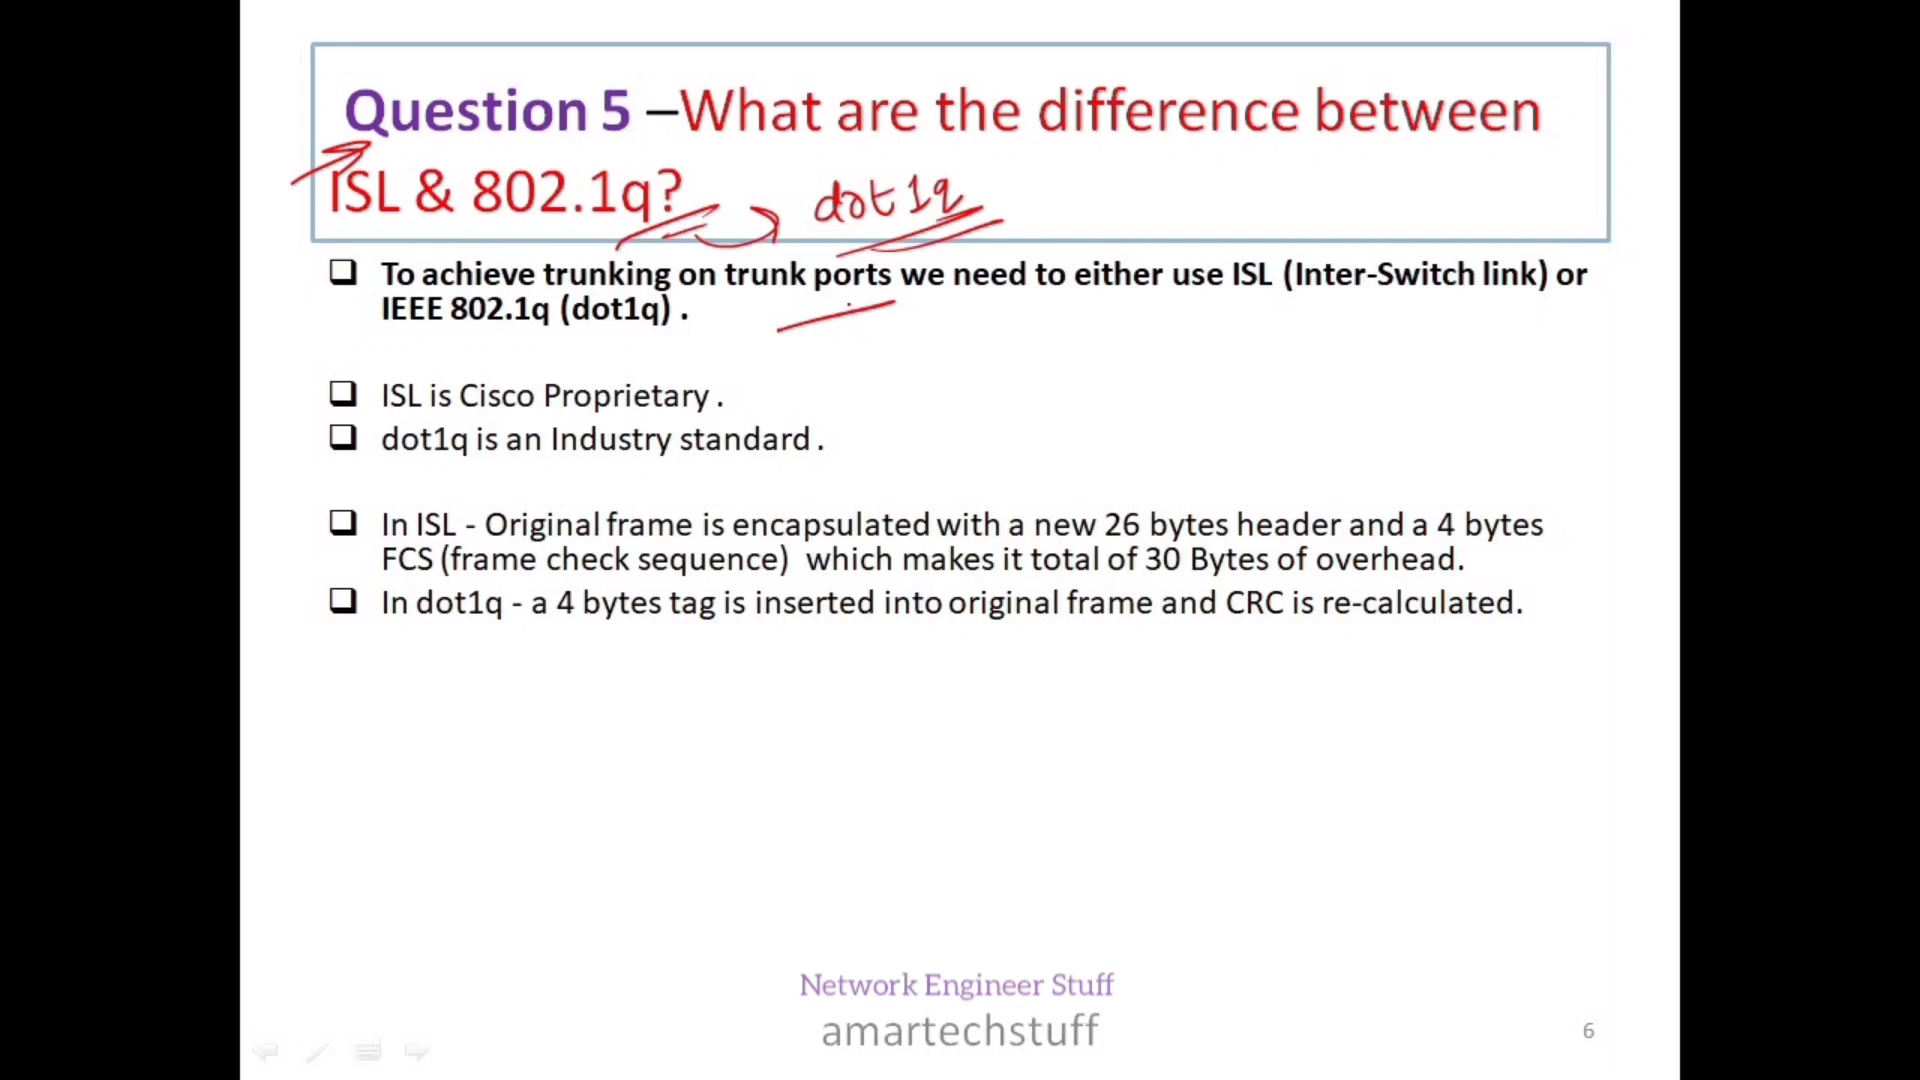 Question 5 –What are the difference between
ISL & 802.1q?
dot1q
To achieve trunking on trunk ports we need to either use ISL (Inter-Switch link) or
IEEE 802.1q (dot1q) .
ISL is Cisco Proprietary .
dot1q is an Industry standard .
In ISL - Original frame is encapsulated with a new 26 bytes header and a 4 bytes
FCS (frame check sequence) which makes it total of 30 Bytes of overhead.
In dot1q - a 4 bytes tag is inserted into original frame and CRC is re-calculated.
Network Engineer Stuff
amartechstuff
6